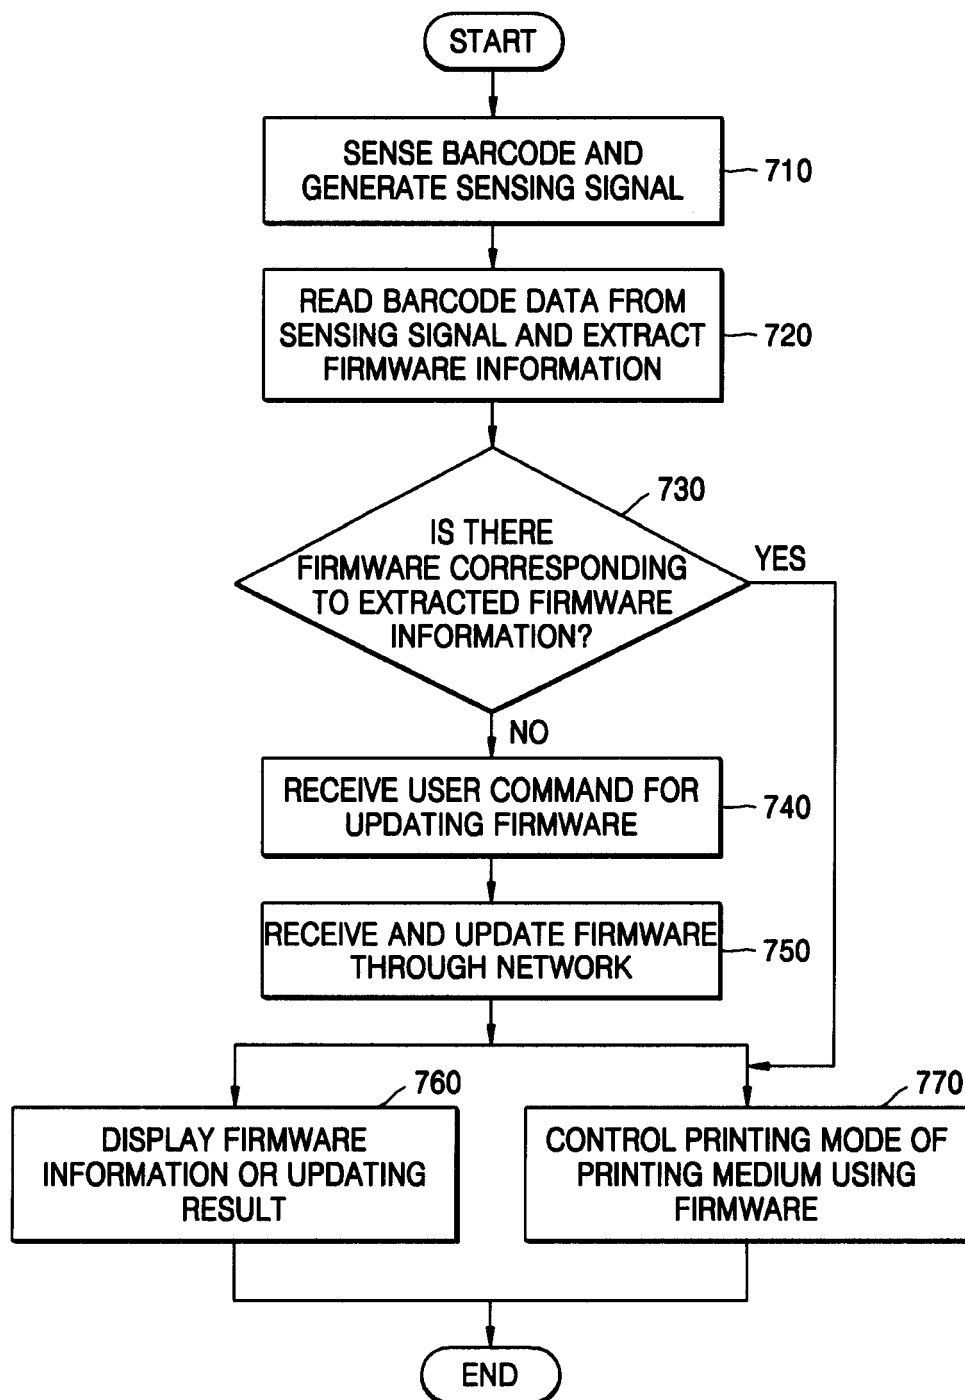 START
SENSE BARCODE AND
GENERATE SENSING SIGNAL
710
READ BARCODE DATA FROM
SENSING SIGNAL AND EXTRACT
FIRMWARE INFORMATION
720
730
IS THERE
FIRMWARE CORRESPONDING
TO EXTRACTED FIRMWARE
INFORMATION?
YES
NO
RECEIVE USER COMMAND FOR
UPDATING FIRMWARE
740
RECEIVE AND UPDATE FIRMWARE
THROUGH NETWORK
750
760
DISPLAY FIRMWARE
INFORMATION OR UPDATING
RESULT
770
CONTROL PRINTING MODE OF
PRINTING MEDIUM USING
FIRMWARE
END